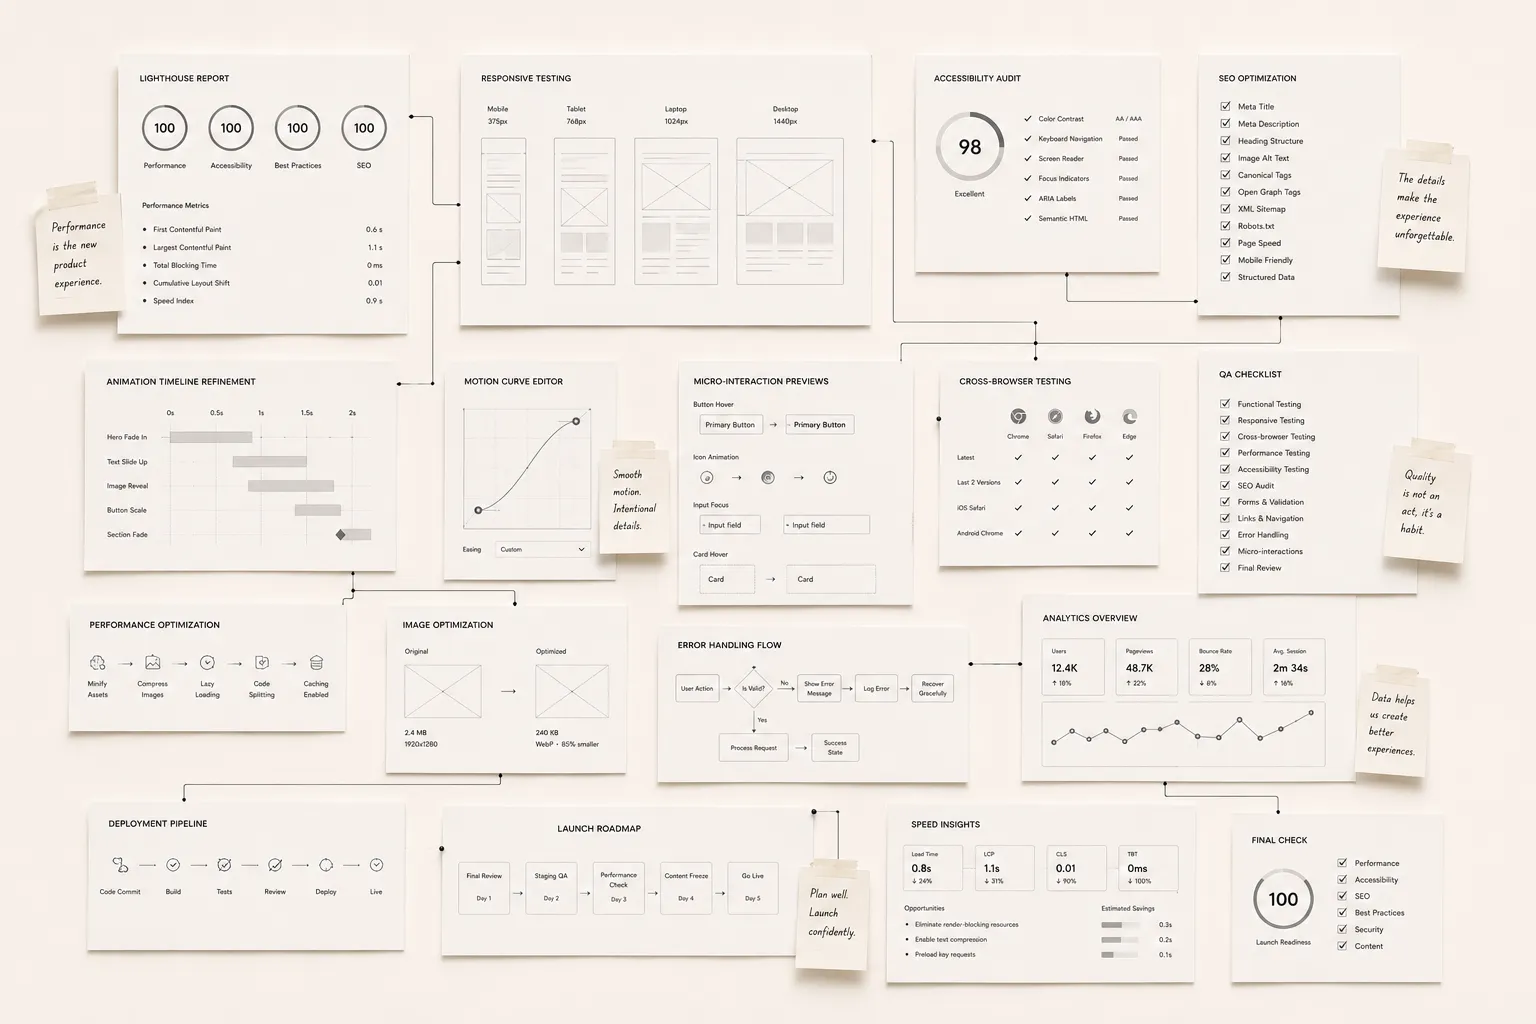 LIGHTHOUSE REPORT
100
100
100
100
Performance
Accessibility
Best Practices
SEO
Performance Metrics
First Contentful Paint 0.6 s
Largest Contentful Paint 1.1 s
Total Blocking Time 0 ms
Cumulative Layout Shift 0.01
Speed Index 0.9 s
Performance
is the new
product
experience.
RESPONSIVE TESTING
Mobile
375px
Tablet
768px
Laptop
1024px
Desktop
1440px
ACCESSIBILITY AUDIT
98
Excellent
Color Contrast AA / AAA
Keyboard Navigation Passed
Screen Reader Passed
Focus Indicators Passed
ARIA Labels Passed
Semantic HTML Passed
SEO OPTIMIZATION
Meta Title
Meta Description
Heading Structure
Image Alt Text
Canonical Tags
Open Graph Tags
XML Sitemap
Robots.txt
Page Speed
Mobile Friendly
Structured Data
The details
make the
experience
unforgettable.
ANIMATION TIMELINE REFINEMENT
0s 0.5s 1s 1.5s 2s
Hero Fade In
Text Slide Up
Image Reveal
Button Scale
Section Fade
MOTION CURVE EDITOR
Easing Custom
Smooth
motion.
Intentional
details.
MICRO-INTERACTION PREVIEWS
Button Hover
Primary Button Primary Button
Icon Animation
Input Focus
Input field Input field
Card Hover
Card Card
CROSS-BROWSER TESTING
Chrome Safari Firefox Edge
Latest
Last 2 Versions
iOS Safari
Android Chrome
QA CHECKLIST
Functional Testing
Responsive Testing
Cross-browser Testing
Performance Testing
Accessibility Testing
SEO Audit
Forms & Validation
Links & Navigation
Error Handling
Micro-interactions
Final Review
Quality
is not an
act, it's a
habit.
PERFORMANCE OPTIMIZATION
Minify
Assets
Compress
Images
Lazy
Loading
Code
Splitting
Caching
Enabled
IMAGE OPTIMIZATION
Original
Optimized
2.4 MB
1920x1280
240 KB
WebP • 85% smaller
ERROR HANDLING FLOW
User Action
Is Valid?
No
Show Error
Message
Log Error
Recover
Gracefully
Yes
Process Request
Success
State
ANALYTICS OVERVIEW
Users
12.4K
↑ 18%
Pageviews
48.7K
↑ 22%
Bounce Rate
28%
↓ 8%
Avg. Session
2m 34s
↑ 16%
Data helps
us create
better
experiences.
DEPLOYMENT PIPELINE
Code Commit
Build
Tests
Review
Deploy
Live
LAUNCH ROADMAP
Final Review
Day 1
Staging QA
Day 2
Performance
Check
Day 3
Content Freeze
Day 4
Go Live
Day 5
Plan well.
Launch
confidently.
SPEED INSIGHTS
Load Time
0.8s
↓ 24%
LCP
1.1s
↓ 31%
CLS
0.01
↓ 90%
TBT
0ms
↓ 100%
Opportunities Estimated Savings
Eliminate render-blocking resources 0.3s
Enable text compression 0.2s
Preload key requests 0.1s
FINAL CHECK
100
Launch Readiness
Performance
Accessibility
SEO
Best Practices
Security
Content